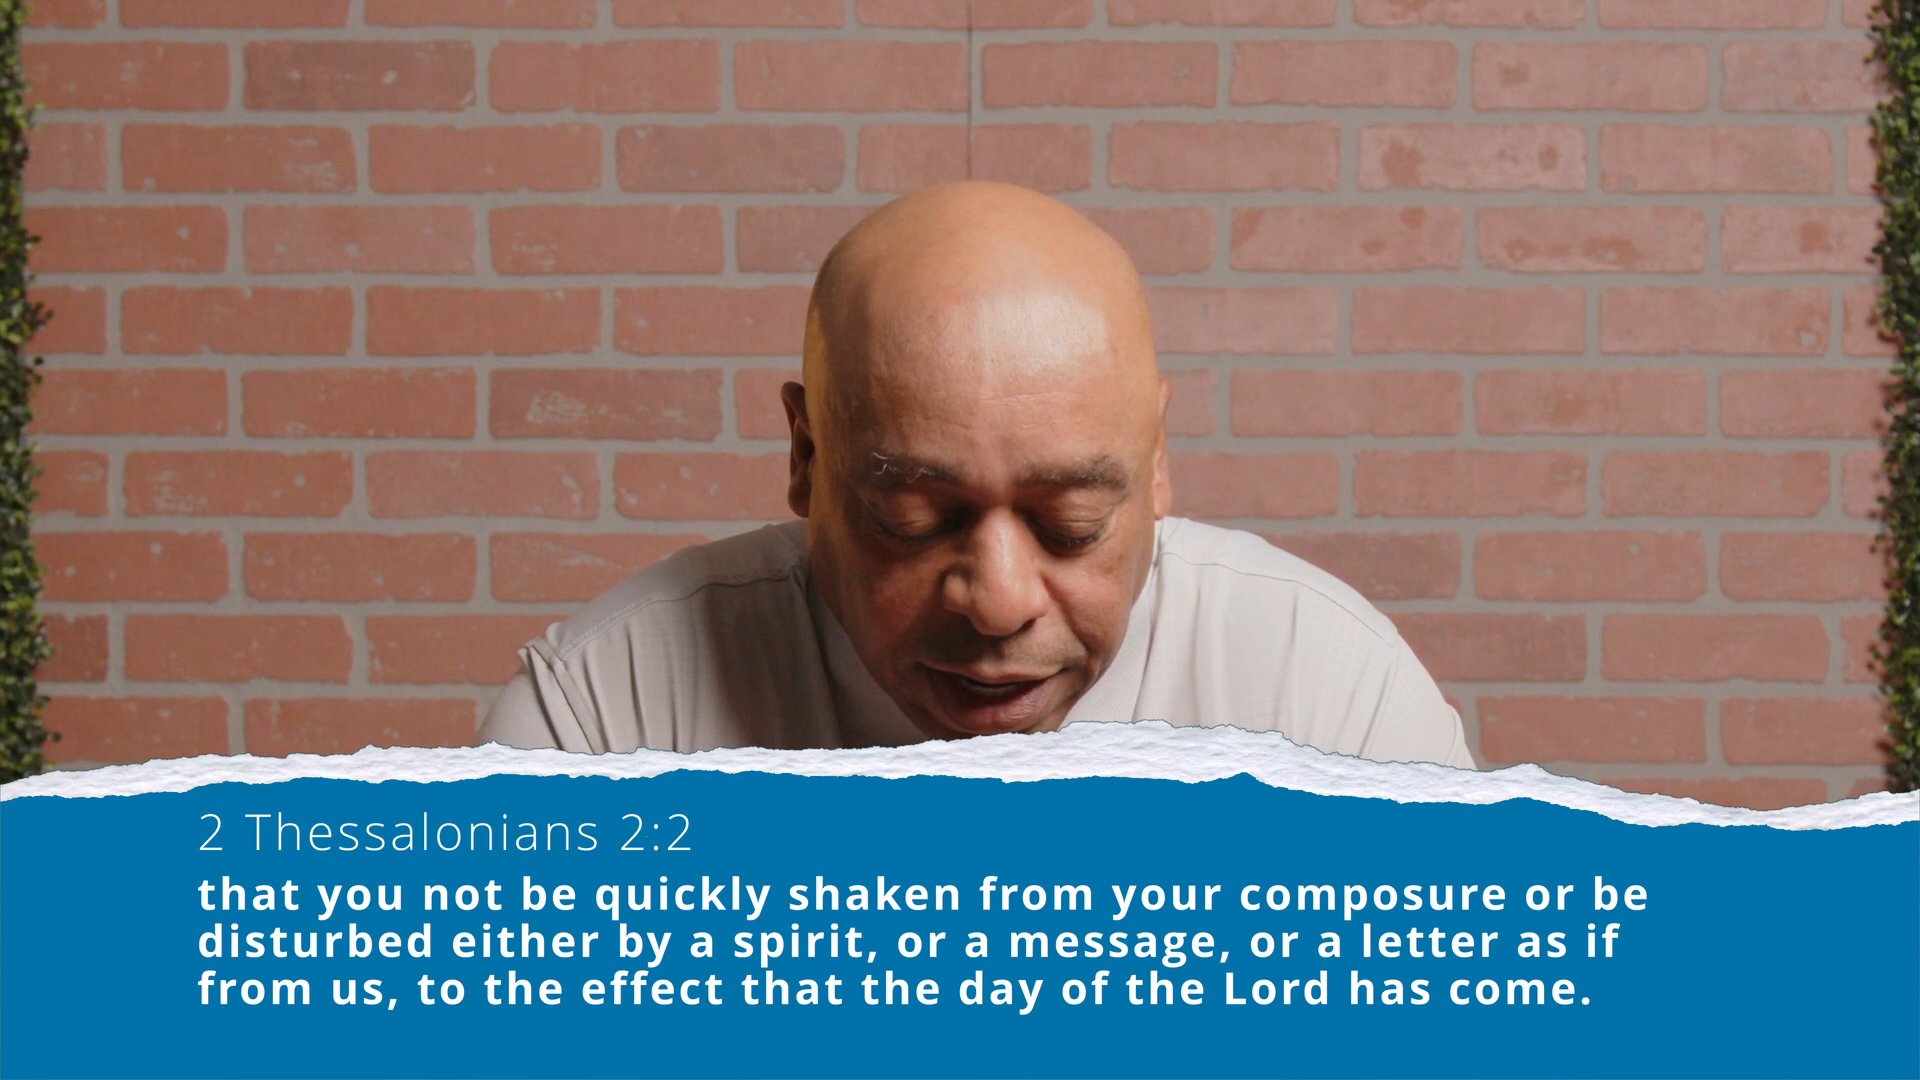 2 Thessalonians 2:2
that you not be quickly shaken from your composure or be
disturbed either by a spirit, or a message, or a letter as if
from us, to the effect that the day of the Lord has come.